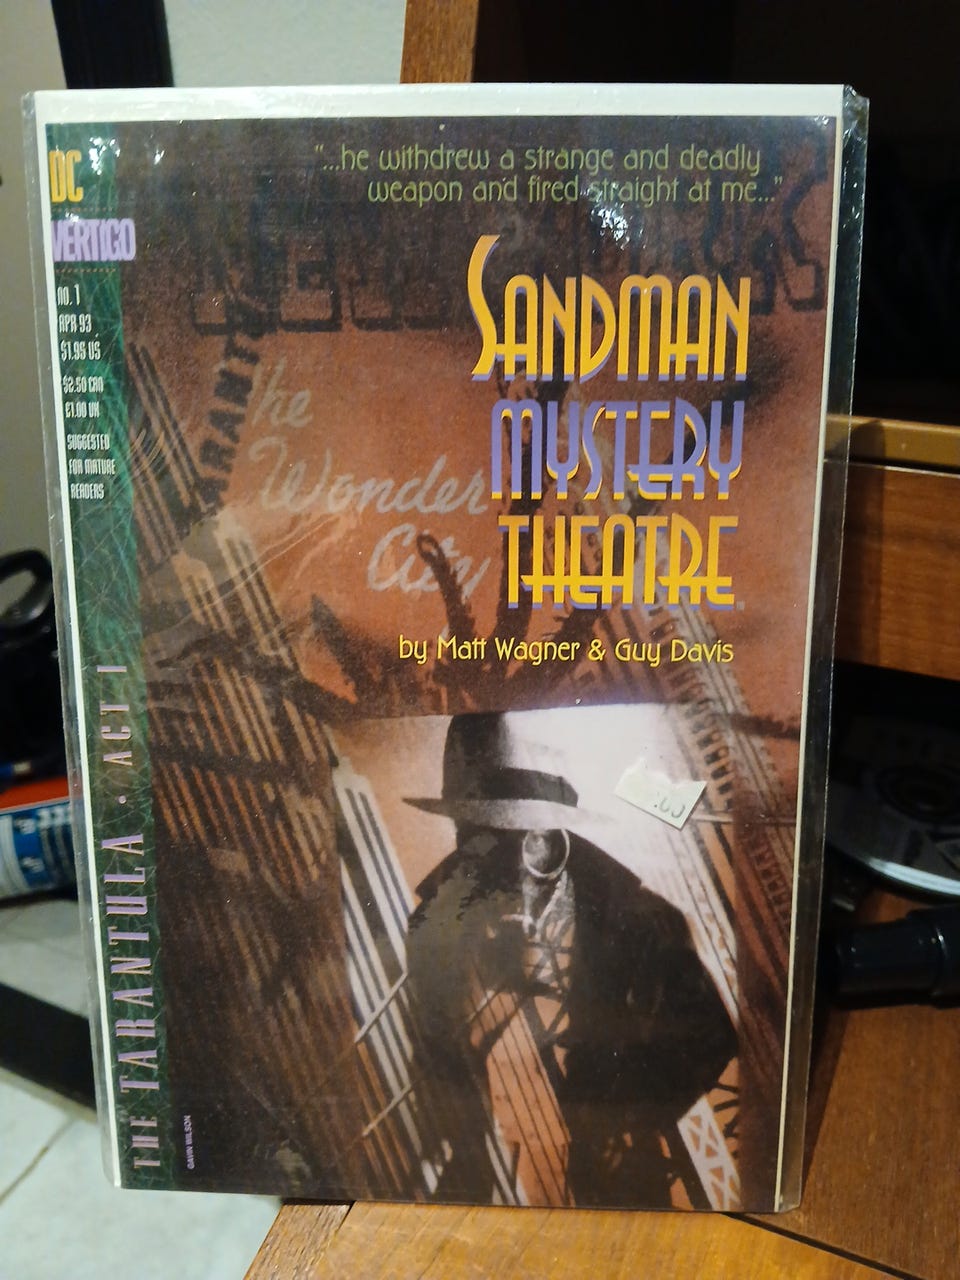 "...he withdrew a strange and deadly
weapon and fired straight at me..."
DC
VERTIGO
no. 1
APR 93
$1.95 US
$2.50 CAN
£1.00 UK
SUGGESTED
FOR MATURE
READERS
SANDMAN
MYSTERY
THEATRE
by Matt Wagner & Guy Davis
The
Wonder
City
THE TARANTULA . ACT I
GAVIN WILSON